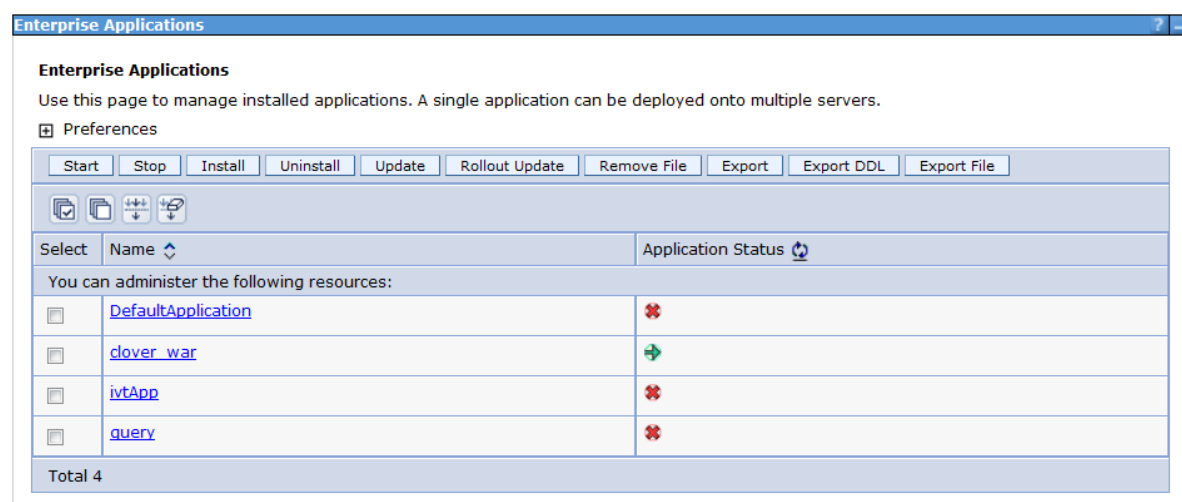 Enterprise Applications
Enterprise Applications
Use this page to manage installed applications. A single application can be deployed onto multiple servers.
Preferences
Start Stop Install Uninstall Update Rollout Update Remove File Export Export DDL Export File
Select Name Application Status
You can administer the following resources:
DefaultApplication
clover_war
ivtApp
query
Total 4